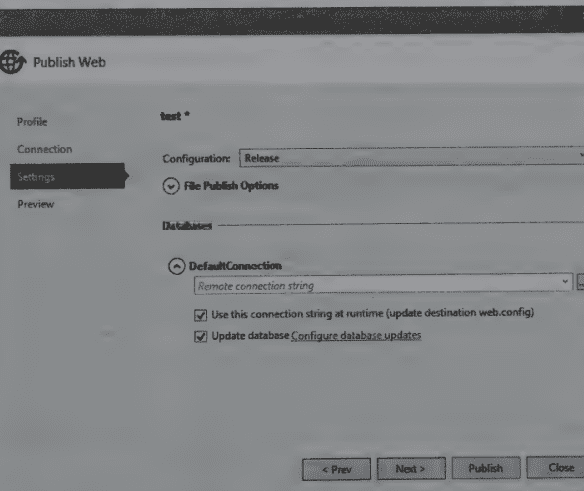 Publish Web
Profile
Connection
Settings
Preview
test *
Configuration: Release
File Publish Options
Databases
DefaultConnection
Remote connection string
Use this connection string at runtime (update destination web.config)
Update database Configure database updates
< Prev Next > Publish Close